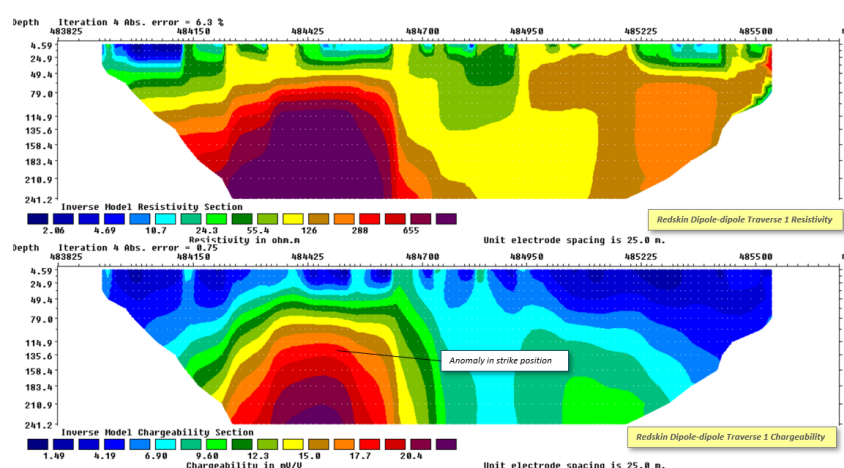 Depth Iteration 4 Abs. error = 6.3 %
483825 484150 484425 484700 484950 485225 485500
4.59
24.9
49.4
79.0
114.9
135.6
158.4
183.4
210.9
241.2
Inverse Model Resistivity Section
2.06 4.69 10.7 24.3 55.4 126 288 655
Resistivity in ohm.m
Unit electrode spacing is 25.0 m.
Redskin Dipole-dipole Traverse 1 Resistivity
Depth Iteration 4 Abs. error = 0.75
483825 484150 484425 484700 484950 485225 485500
4.59
24.9
49.4
79.0
114.9
135.6
158.4
183.4
210.9
241.2
Anomaly in strike position
Inverse Model Chargeability Section
1.49 4.19 6.90 9.60 12.3 15.0 17.7 20.4
Chargeability in mV/V
Unit electrode spacing is 25.0 m.
Redskin Dipole-dipole Traverse 1 Chargeability